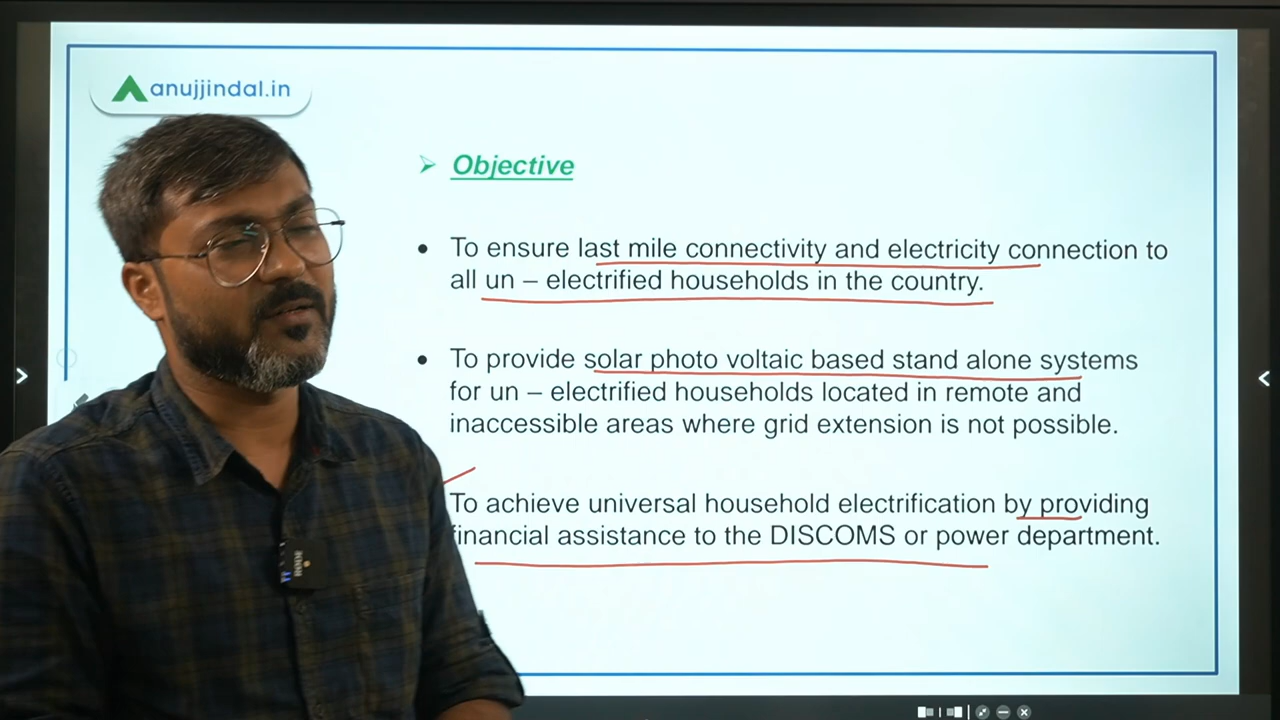 anujjindal.in
Objective
To ensure last mile connectivity and electricity connection to
all un – electrified households in the country.
To provide solar photo voltaic based stand alone systems
for un – electrified households located in remote and
inaccessible areas where grid extension is not possible.
To achieve universal household electrification by providing
financial assistance to the DISCOMS or power department.
RODE